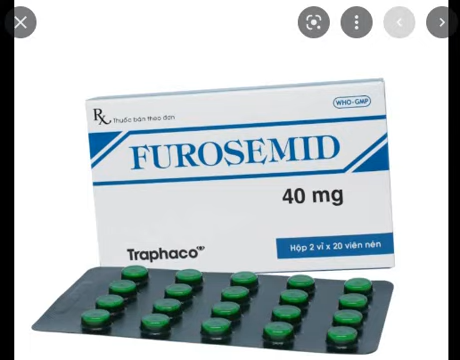 WHO-GMP
Rx Thuốc bán theo đơn
FUROSEMID
40 mg
Traphaco
Hộp 2 vỉ x 20 viên nén